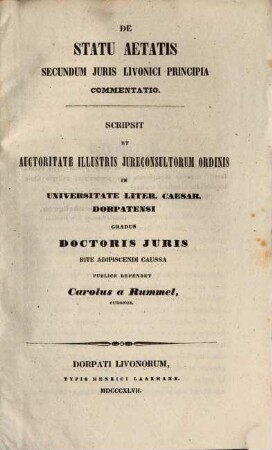 DE
STATU AETATIS
SECUNDUM JURIS LIVONICI PRINCIPIA
COMMENTATIO.
SCRIPSIT
ET
AUCTORITATE ILLUSTRIS JURECONSULTORUM ORDINIS
IN
UNIVERSITATE LITER. CAESAR.
DORPATENSI
GRADUS
DOCTORIS JURIS
RITE ADIPISCENDI CAUSSA
PUBLICE DEFENDET
Carolus a Rummel,
CURONUS.
DORPATI LIVONORUM,
TYPIS HENRICI LAAKMANN.
MDCCCXLVII.